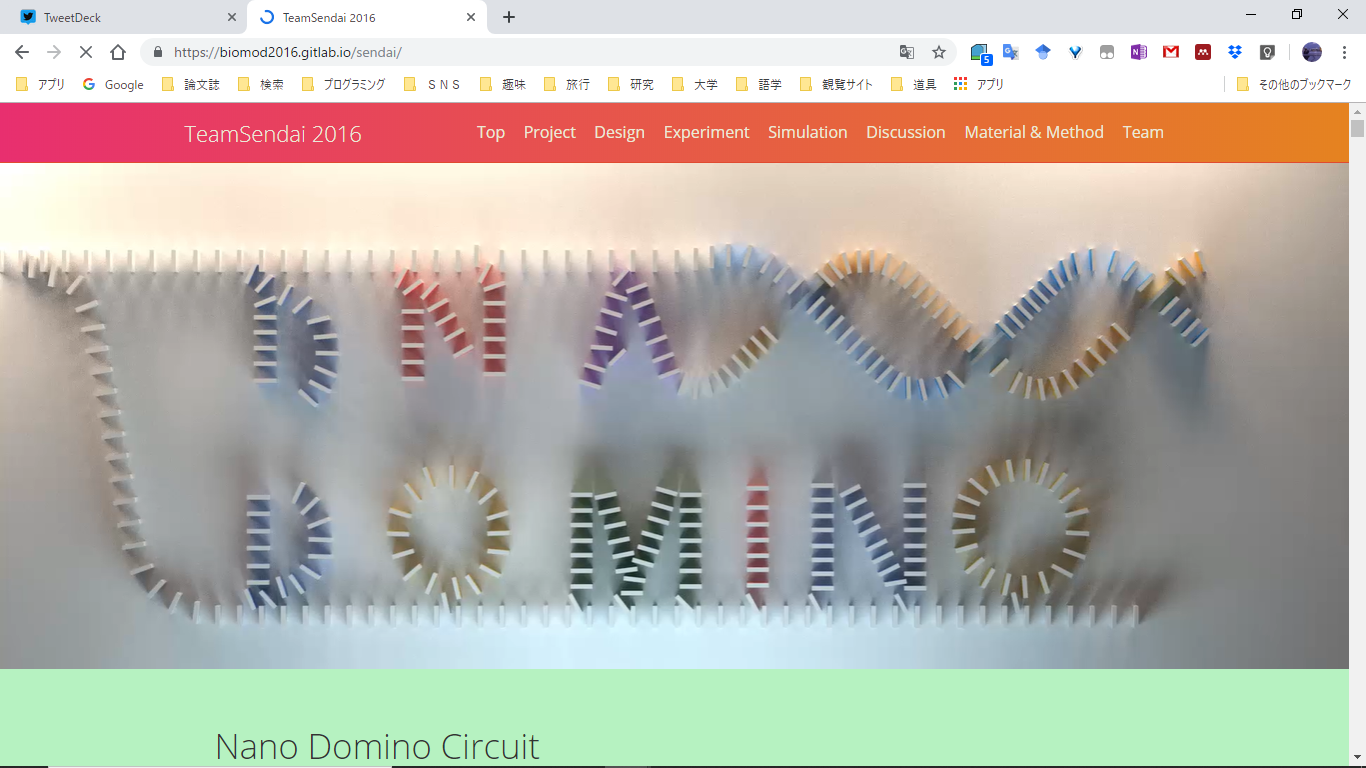 TweetDeck
TeamSendai 2016
https://biomod2016.gitlab.io/sendai/
5
アプリ Google 論文誌 検索 プログラミング ＳＮＳ 趣味 旅行 研究 大学 語学 観覧サイト 道具 アプリ その他のブックマーク
TeamSendai 2016 Top Project Design Experiment Simulation Discussion Material & Method Team
DNA
DOMINO
Nano Domino Circuit